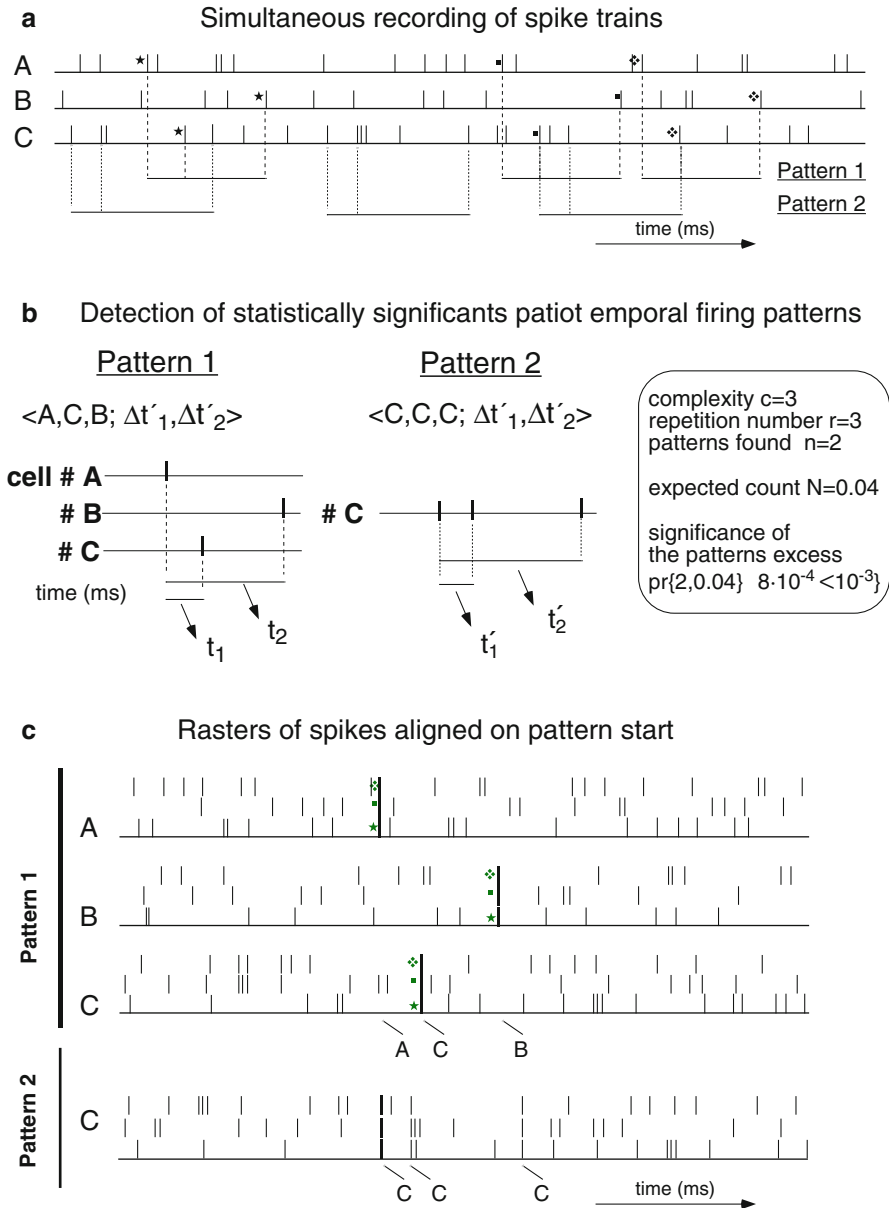 a Simultaneous recording of spike trains
A
B
C
Pattern 1
Pattern 2
time (ms)
b Detection of statistically significants patiot emporal firing patterns
Pattern 1
Pattern 2
<A,C,B; Δt´1,Δt´2>
<C,C,C; Δt´1,Δt´2>
cell # A
# B
# C
time (ms)
t1
t2
# C
t´1
t´2
complexity c=3
repetition number r=3
patterns found n=2
expected count N=0.04
significance of
the patterns excess
pr{2,0.04} 8·10-4 <10-3}
c Rasters of spikes aligned on pattern start
Pattern 1
A
B
C
A C B
Pattern 2
C
C C C
time (ms)